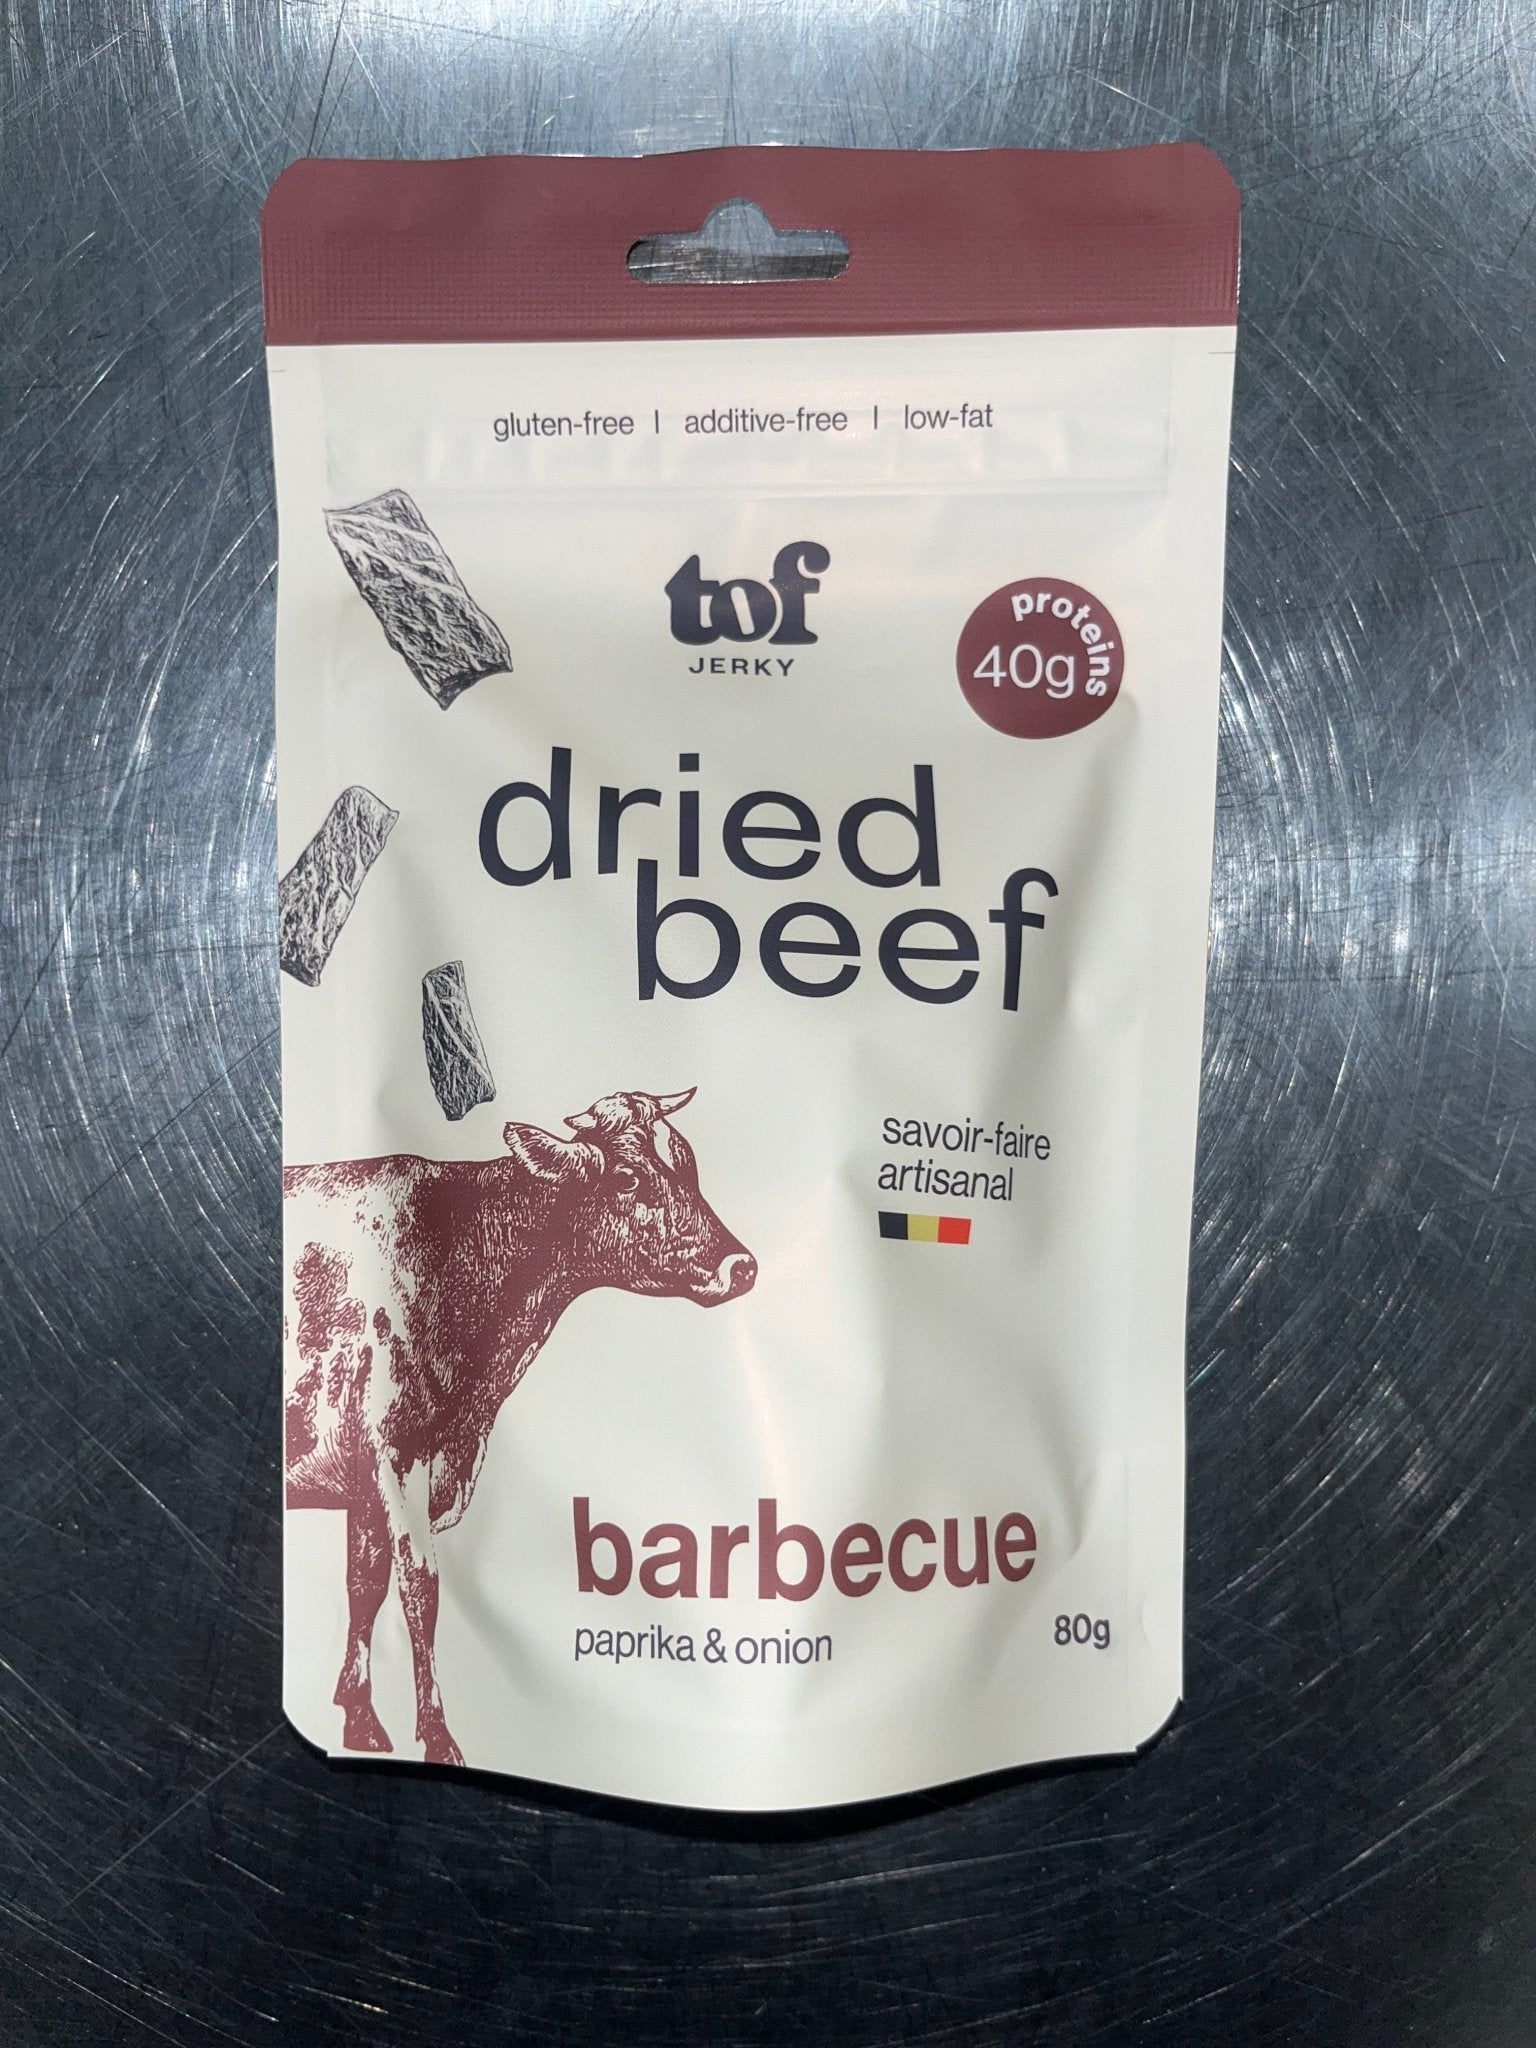 gluten-free | additive-free | low-fat
tof
JERKY
proteins
40g
dried
beef
savoir-faire
artisanal
barbecue
paprika & onion
80g